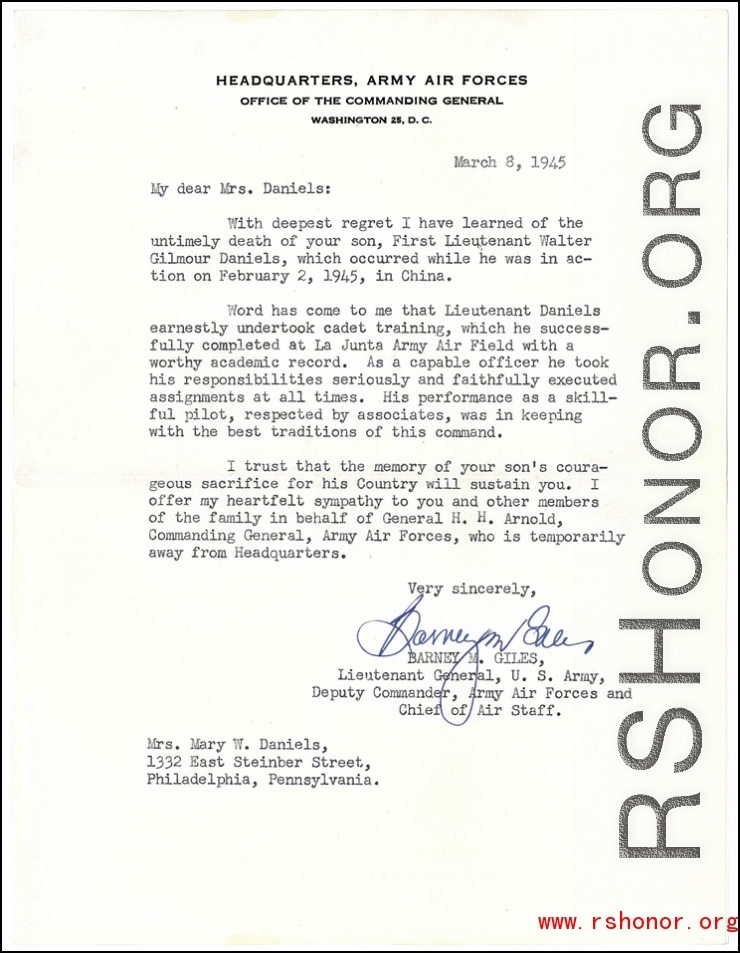 HEADQUARTERS, ARMY AIR FORCES
OFFICE OF THE COMMANDING GENERAL
WASHINGTON 25, D. C.
March 8, 1945
My dear Mrs. Daniels:
With deepest regret I have learned of the
untimely death of your son, First Lieutenant Walter
Gilmour Daniels, which occurred while he was in ac-
tion on February 2, 1945, in China.
Word has come to me that Lieutenant Daniels
earnestly undertook cadet training, which he success-
fully completed at La Junta Army Air Field with a
worthy academic record. As a capable officer he took
his responsibilities seriously and faithfully executed
assignments at all times. His performance as a skill-
ful pilot, respected by associates, was in keeping
with the best traditions of this command.
I trust that the memory of your son's coura-
geous sacrifice for his Country will sustain you. I
offer my heartfelt sympathy to you and other members
of the family in behalf of General H. H. Arnold,
Commanding General, Army Air Forces, who is temporarily
away from Headquarters.
Very sincerely,
Barney M Giles
BARNEY M. GILES,
Lieutenant General, U. S. Army,
Deputy Commander, Army Air Forces and
Chief of Air Staff.
Mrs. Mary W. Daniels,
1332 East Steinber Street,
Philadelphia, Pennsylvania.
RSHONOR.ORG
www.rshonor.org